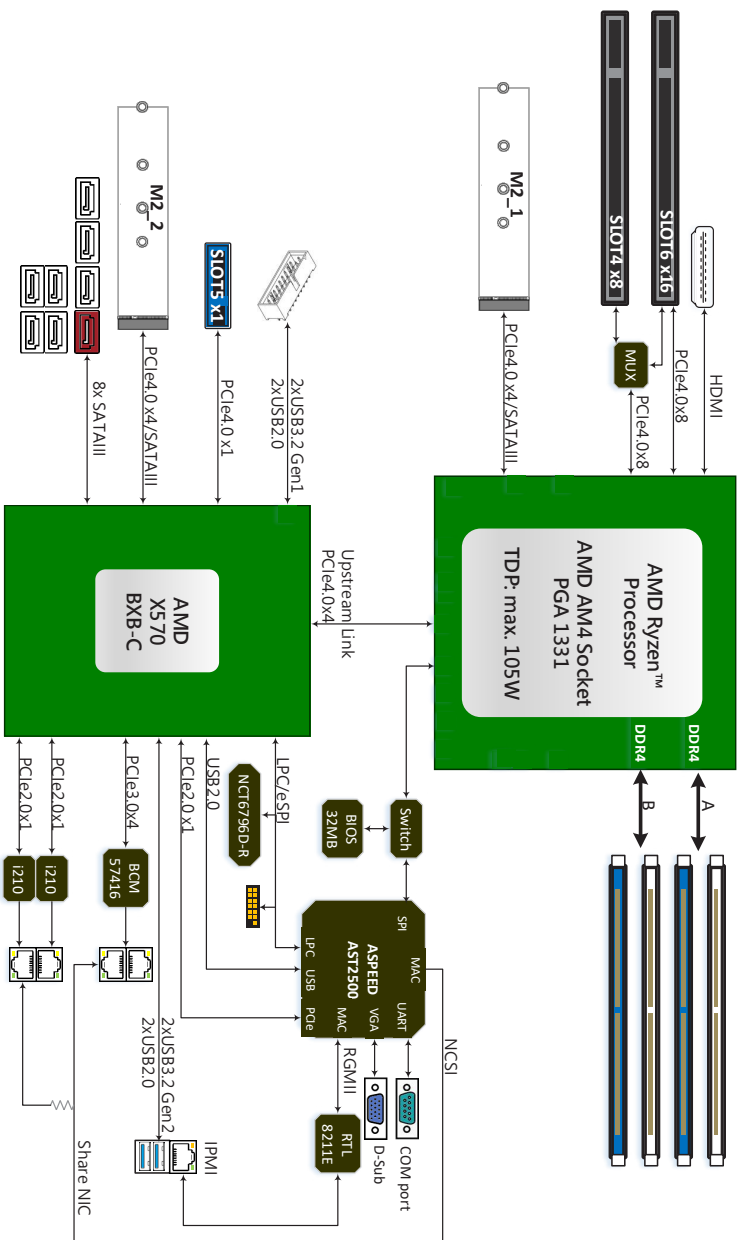 SLOT6 x16
SLOT4 x8
HDMI
PCIe4.0x8
MUX
PCIe4.0x8
M2_1
PCIe4.0 x4/SATAIII
AMD Ryzen™
Processor
AMD AM4 Socket
PGA 1331
TDP: max. 105W
DDR4
DDR4
A
B
Upstream Link
PCIe4.0x4
Switch
BIOS
32MB
2xUSB3.2 Gen1
2xUSB2.0
SLOT5 x1
PCIe4.0 x1
M2_2
PCIe4.0 x4/SATAIII
8x SATAIII
AMD
X570
BXB-C
LPC/eSPI
NCT6796D-R
USB2.0
PCIe2.0 x1
PCIe3.0x4
BCM
57416
PCIe2.0x1
i210
PCIe2.0x1
i210
SPI
MAC
UART
VGA
MAC
ASPEED
AST2500
LPC
USB
PCIe
NCSI
RGMII
COM port
D-Sub
RTL
8211E
IPMI
2xUSB3.2 Gen2
2xUSB2.0
Share NIC